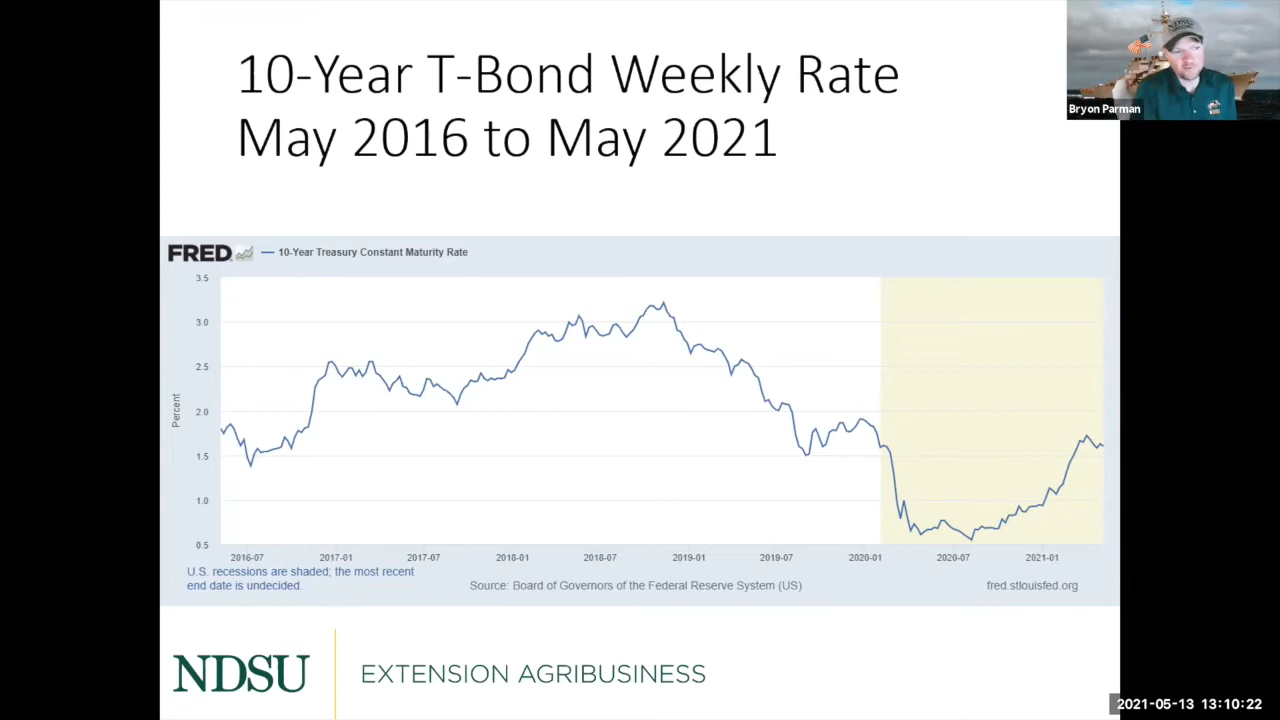 10-Year T-Bond Weekly Rate
May 2016 to May 2021
Bryon Parman
FRED
10-Year Treasury Constant Maturity Rate
3.5
3.0
2.5
2.0
1.5
1.0
0.5
Percent
2016-07 2017-01 2017-07 2018-01 2018-07 2019-01 2019-07 2020-01 2020-07 2021-01
U.S. recessions are shaded; the most recent
end date is undecided.
Source: Board of Governors of the Federal Reserve System (US)
fred.stlouisfed.org
NDSU
EXTENSION AGRIBUSINESS
2021-05-13 13:10:22